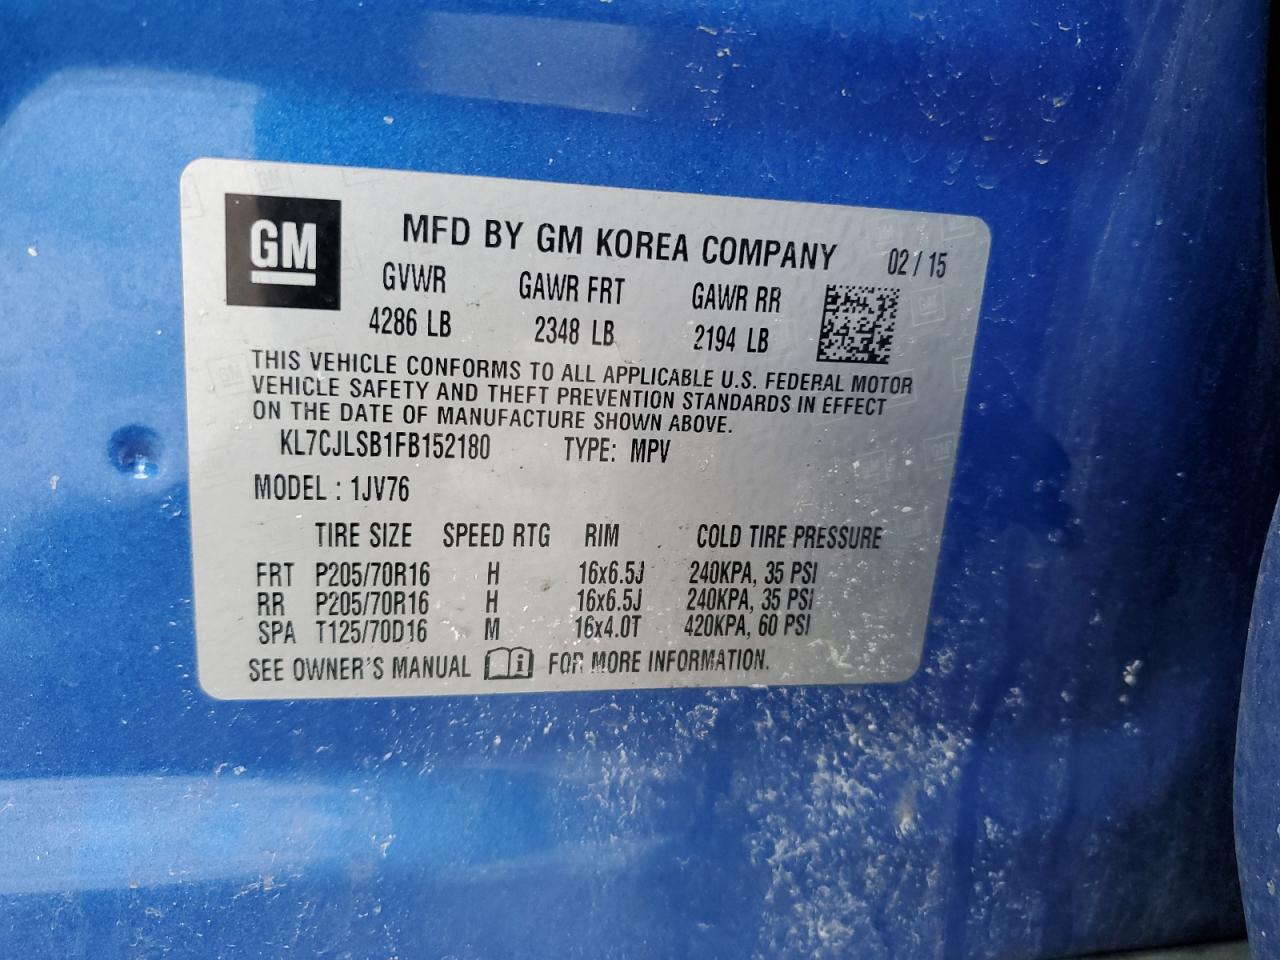 GM
MFD BY GM KOREA COMPANY 02 / 15
GVWR GAWR FRT GAWR RR
4286 LB 2348 LB 2194 LB
THIS VEHICLE CONFORMS TO ALL APPLICABLE U.S. FEDERAL MOTOR
VEHICLE SAFETY AND THEFT PREVENTION STANDARDS IN EFFECT
ON THE DATE OF MANUFACTURE SHOWN ABOVE.
KL7CJLSB1FB152180 TYPE: MPV
MODEL : 1JV76
TIRE SIZE SPEED RTG RIM COLD TIRE PRESSURE
FRT P205/70R16 H 16x6.5J 240KPA, 35 PSI
RR P205/70R16 H 16x6.5J 240KPA, 35 PSI
SPA T125/70D16 M 16x4.0T 420KPA, 60 PSI
SEE OWNER'S MANUAL i FOR MORE INFORMATION.